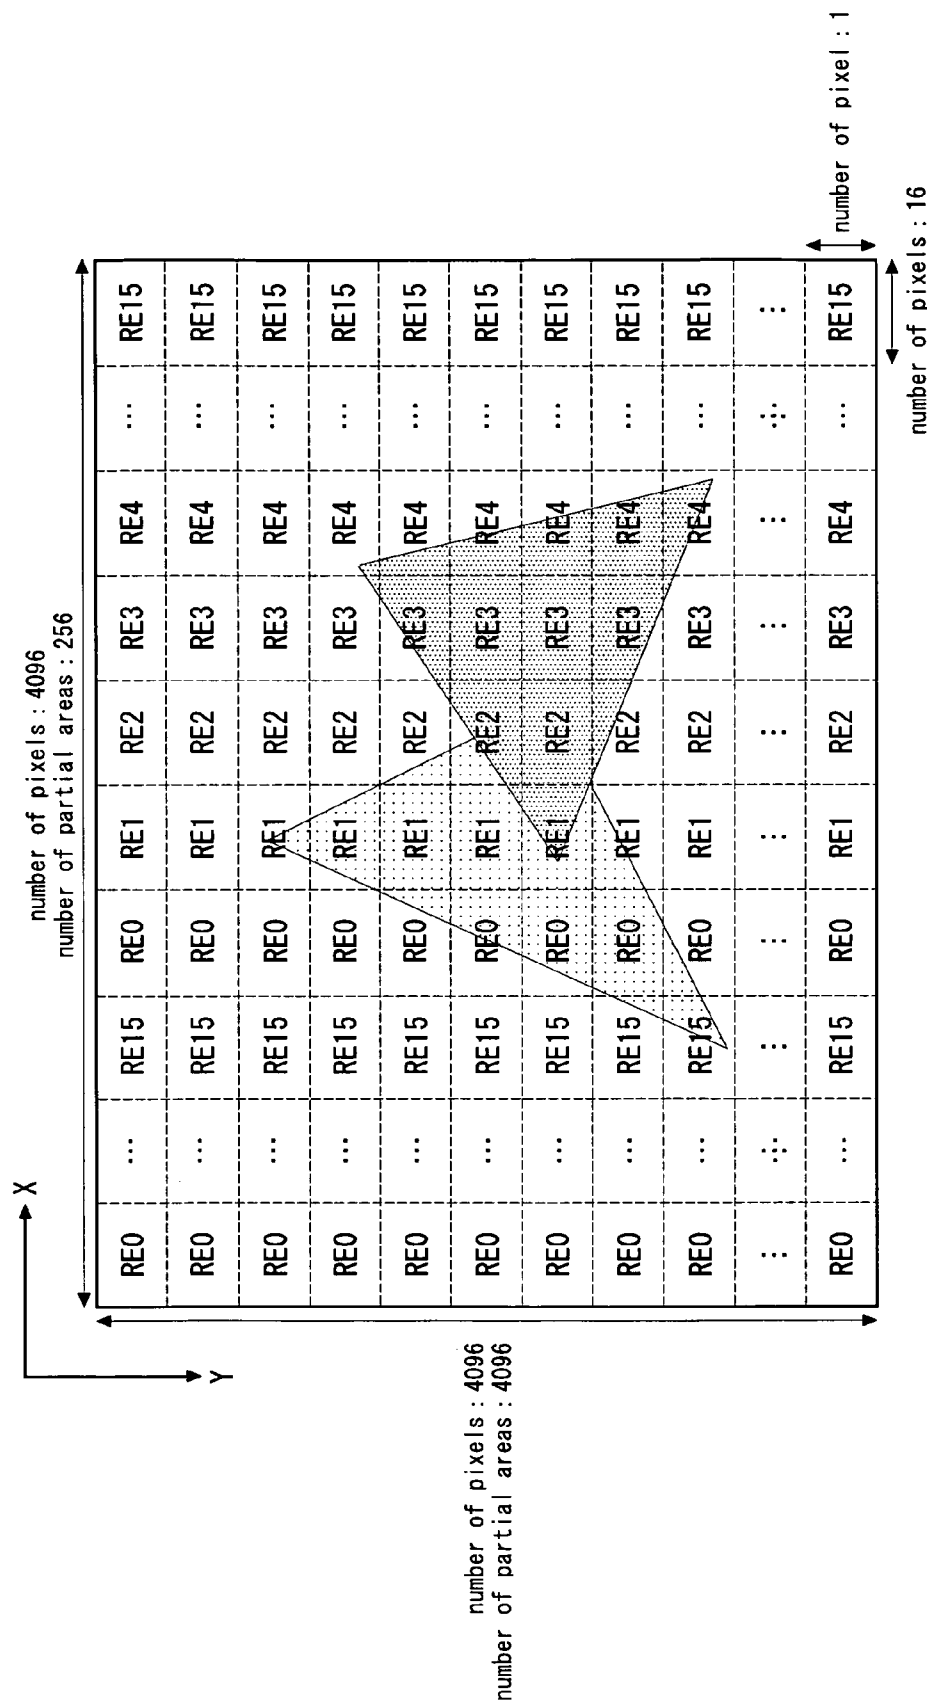 X
Y
number of pixels : 4096
number of partial areas : 256
number of pixels : 4096
number of partial areas : 4096
RE0 ... RE15 RE0 RE1 RE2 RE3 RE4 ... RE15
RE0 ... RE15 RE0 RE1 RE2 RE3 RE4 ... RE15
RE0 ... RE15 RE0 RE1 RE2 RE3 RE4 ... RE15
RE0 ... RE15 RE0 RE1 RE2 RE3 RE4 ... RE15
RE0 ... RE15 RE0 RE1 RE2 RE3 RE4 ... RE15
RE0 ... RE15 RE0 RE1 RE2 RE3 RE4 ... RE15
RE0 ... RE15 RE0 RE1 RE2 RE3 RE4 ... RE15
RE0 ... RE15 RE0 RE1 RE2 RE3 RE4 ... RE15
RE0 ... RE15 RE0 RE1 RE2 RE3 RE4 ... RE15
⋮ ⋱ ⋮ ⋮ ⋮ ⋮ ⋮ ⋮ ⋱ ⋮
RE0 ... RE15 RE0 RE1 RE2 RE3 RE4 ... RE15
number of pixel : 1
number of pixels : 16